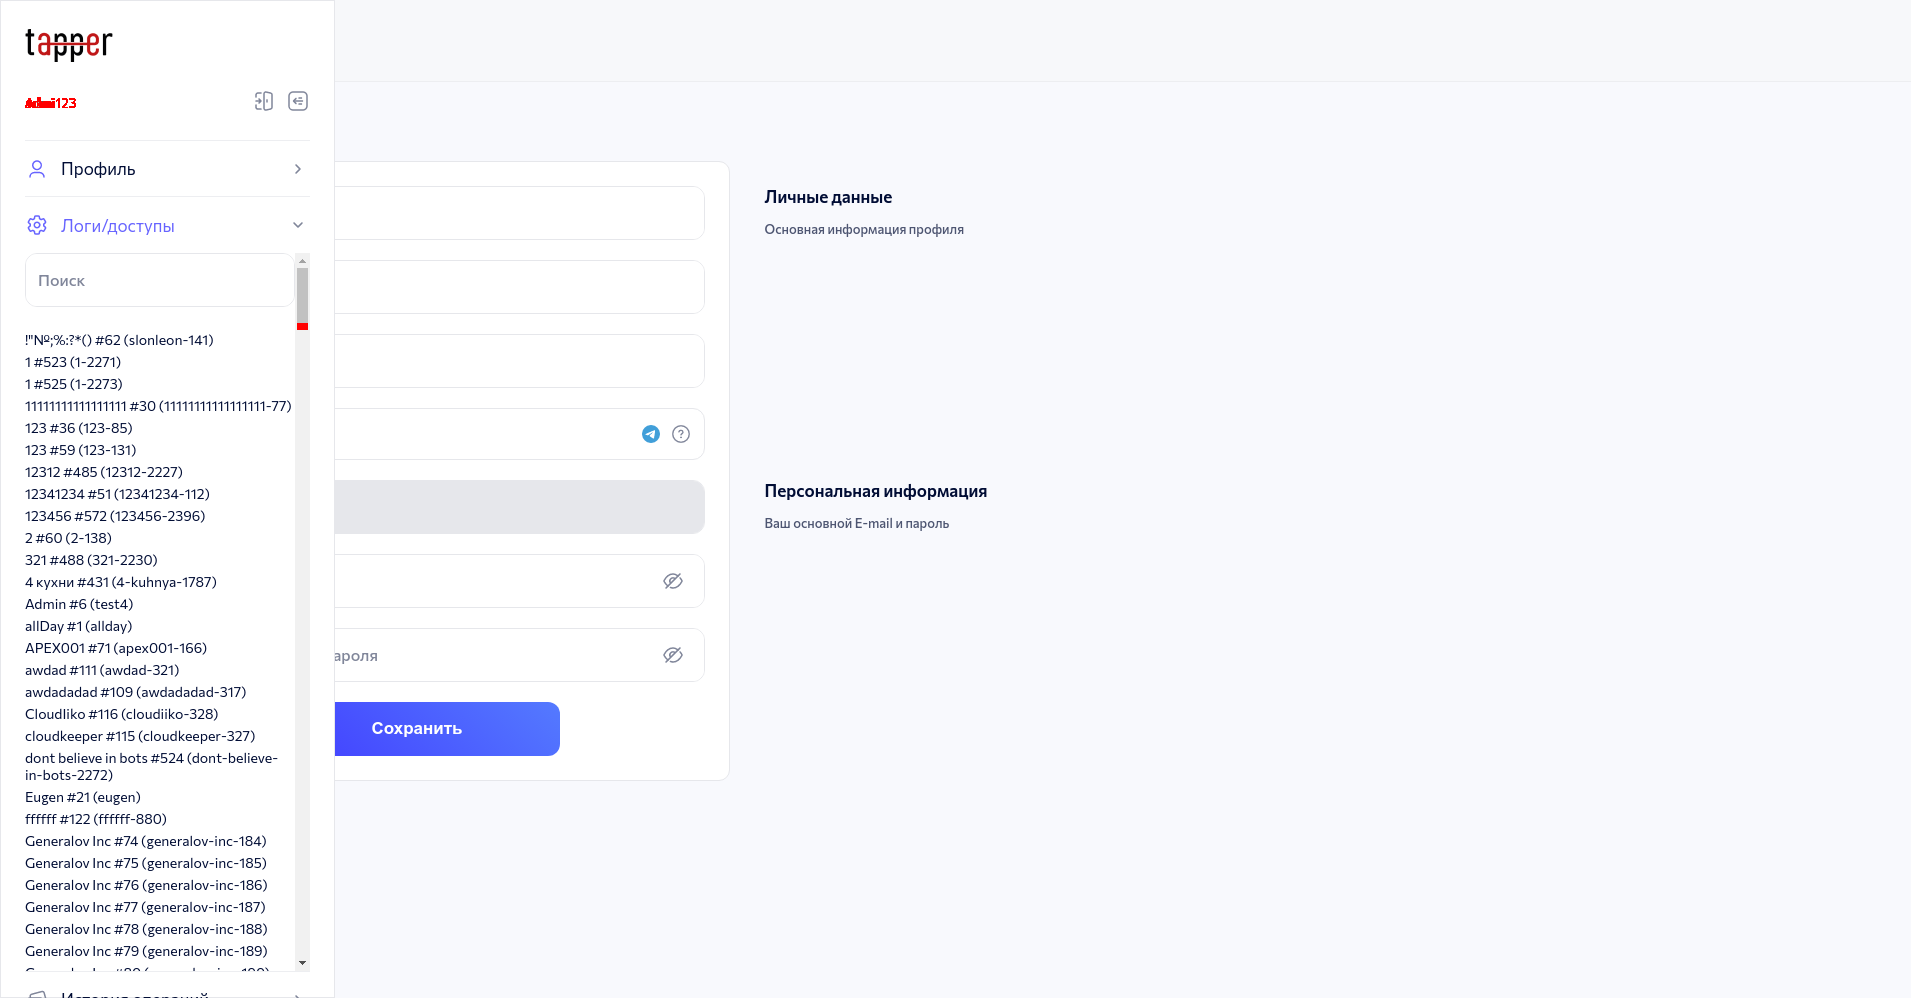 tapper
Профиль
Логи/доступы
Поиск
!"№;%:?*() #62 (slonleon-141)
1 #523 (1-2271)
1 #525 (1-2273)
11111111111111111 #30 (11111111111111111-77)
123 #36 (123-85)
123 #59 (123-131)
12312 #485 (12312-2227)
12341234 #51 (12341234-112)
123456 #572 (123456-2396)
2 #60 (2-138)
321 #488 (321-2230)
4 кухни #431 (4-kuhnya-1787)
Admin #6 (test4)
allDay #1 (allday)
APEX001 #71 (apex001-166)
awdad #111 (awdad-321)
awdadadad #109 (awdadadad-317)
CloudIiko #116 (cloudiiko-328)
cloudkeeper #115 (cloudkeeper-327)
dont believe in bots #524 (dont-believe-
in-bots-2272)
Eugen #21 (eugen)
ffffff #122 (ffffff-880)
Generalov Inc #74 (generalov-inc-184)
Generalov Inc #75 (generalov-inc-185)
Generalov Inc #76 (generalov-inc-186)
Generalov Inc #77 (generalov-inc-187)
Generalov Inc #78 (generalov-inc-188)
Generalov Inc #79 (generalov-inc-189)
История операций
ароля
Сохранить
Личные данные
Основная информация профиля
Персональная информация
Ваш основной E-mail и пароль